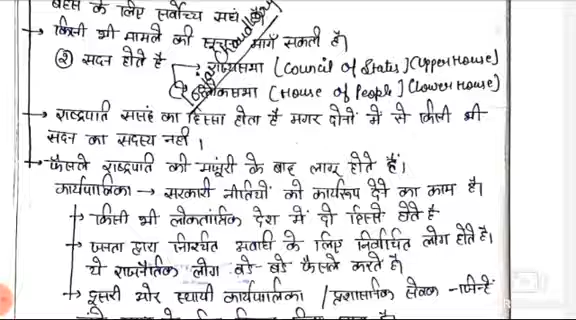 बहस के लिए सर्वोच्च संघ है।
→ किसी भी मामले की सूचना माँग सकती है।
② सदन होते है → राज्यसभा [Council of States] (Upper House)
→ लोकसभा (House of People) (Lower House)
→ राष्ट्रपति संसद का हिस्सा होता है मगर दोनों में से किसी भी
सदन का सदस्य नहीं।
→ फैसले राष्ट्रपति की मंजूरी के बाद लागू होते हैं।
कार्यपालिका → सरकारी नीतियों को कार्यरूप देने का काम है।
→ किसी भी लोकतांत्रिक देश में दो हिस्से होते है
→ जनता द्वारा निश्चित अवधि के लिए निर्वाचित लोग होते है।
ये राजनैतिक लोग बडे-बडे फैसले करते है।
→ दूसरी ओर स्थायी कार्यपालिका / प्रशासनिक सेवक - जिन्हें